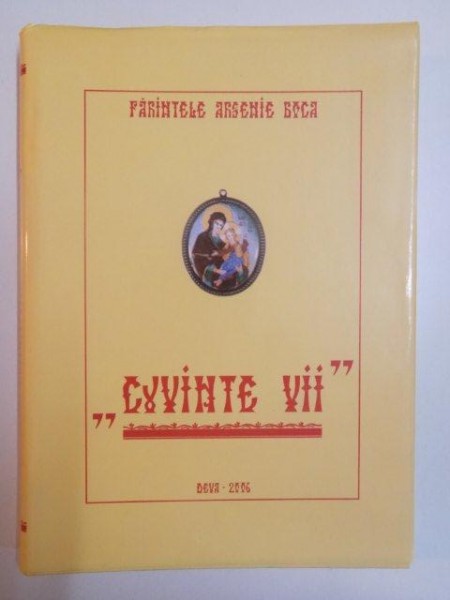 PĂRINTELE ARSENIE BOCA
„CUVINTE VII”
DEVA - 2006